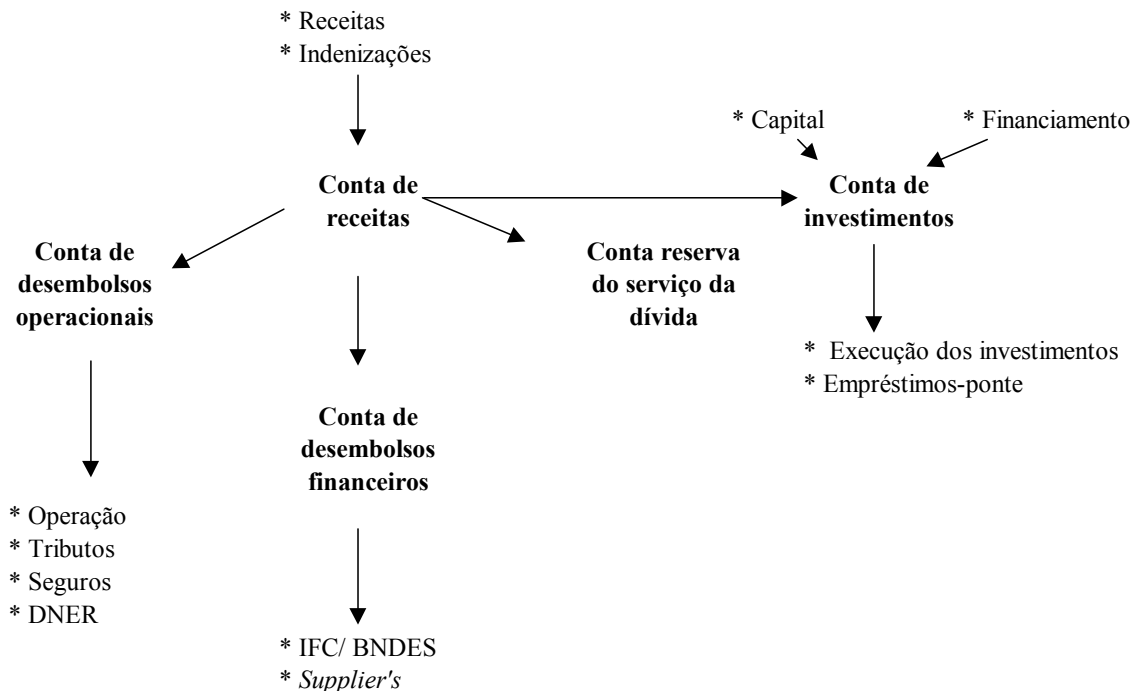 * Receitas
* Indenizações
* Capital
* Financiamento
Conta de
receitas
Conta de
investimentos
Conta de
desembolsos
operacionais
Conta reserva
do serviço da
dívida
* Execução dos investimentos
* Empréstimos-ponte
Conta de
desembolsos
financeiros
* Operação
* Tributos
* Seguros
* DNER
* IFC/ BNDES
* Supplier's